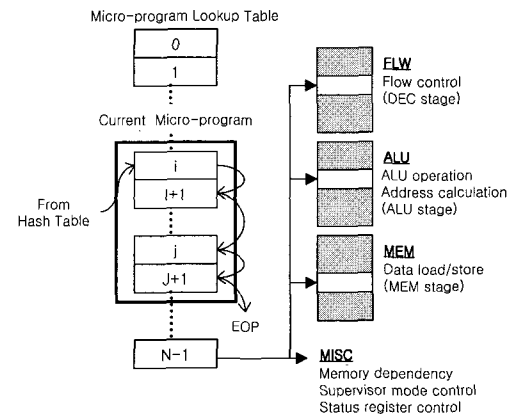 Micro-program Lookup Table
0
1
Current Micro-program
From
Hash Table
i
i+1
j
J+1
EOP
N-1
FLW
Flow control
(DEC stage)
ALU
ALU operation
Address calculation
(ALU stage)
MEM
Data load/store
(MEM stage)
MISC
Memory dependency
Supervisor mode control
Status register control